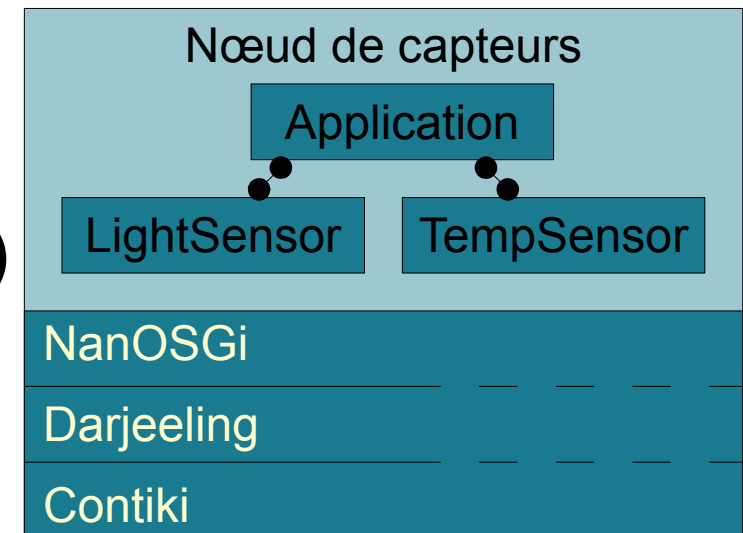 Nœud de capteurs
Application
LightSensor TempSensor
NanOSGi
Darjeeling
Contiki